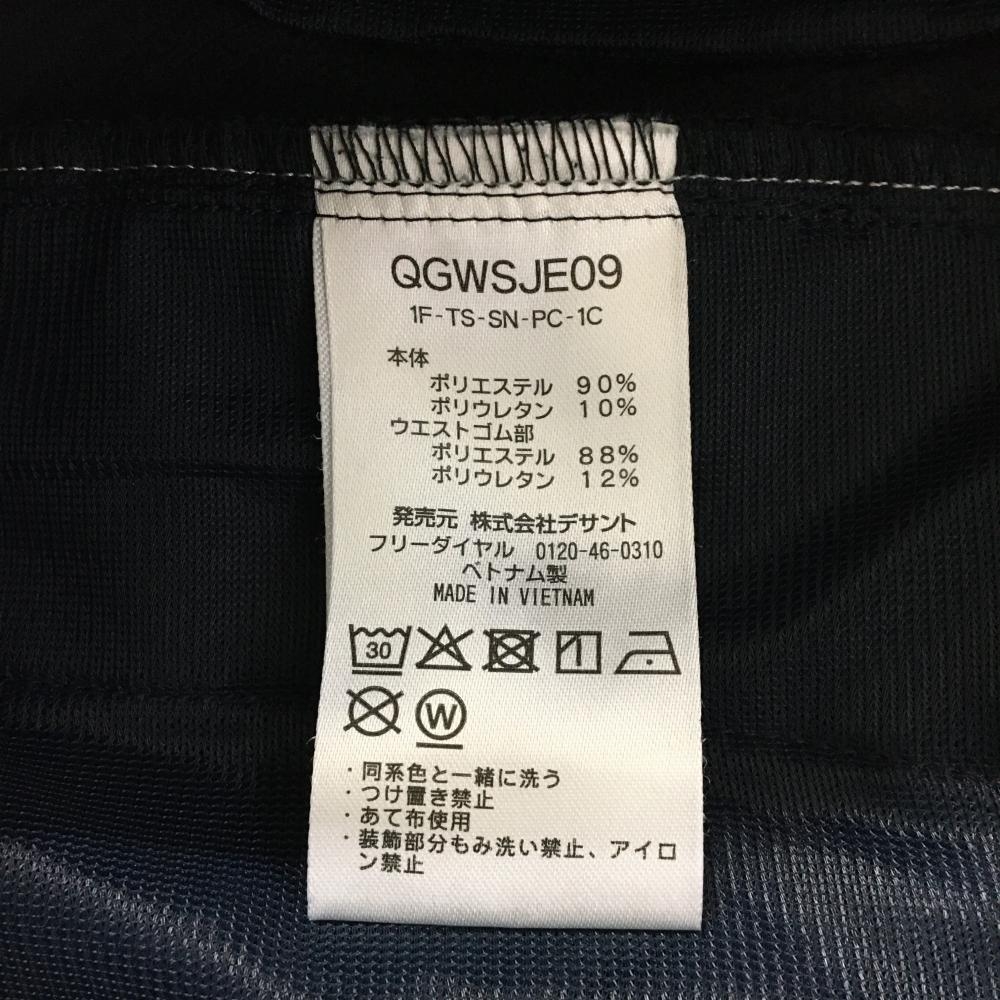 QGWSJE09
1F-TS-SN-PC-1C
本体
ポリエステル 90%
ポリウレタン 10%
ウエストゴム部
ポリエステル 88%
ポリウレタン 12%
発売元 株式会社デサント
フリーダイヤル 0120-46-0310
ベトナム製
MADE IN VIETNAM
30
W
・同系色と一緒に洗う
・つけ置き禁止
・あて布使用
・装飾部分もみ洗い禁止、アイロ
ン禁止